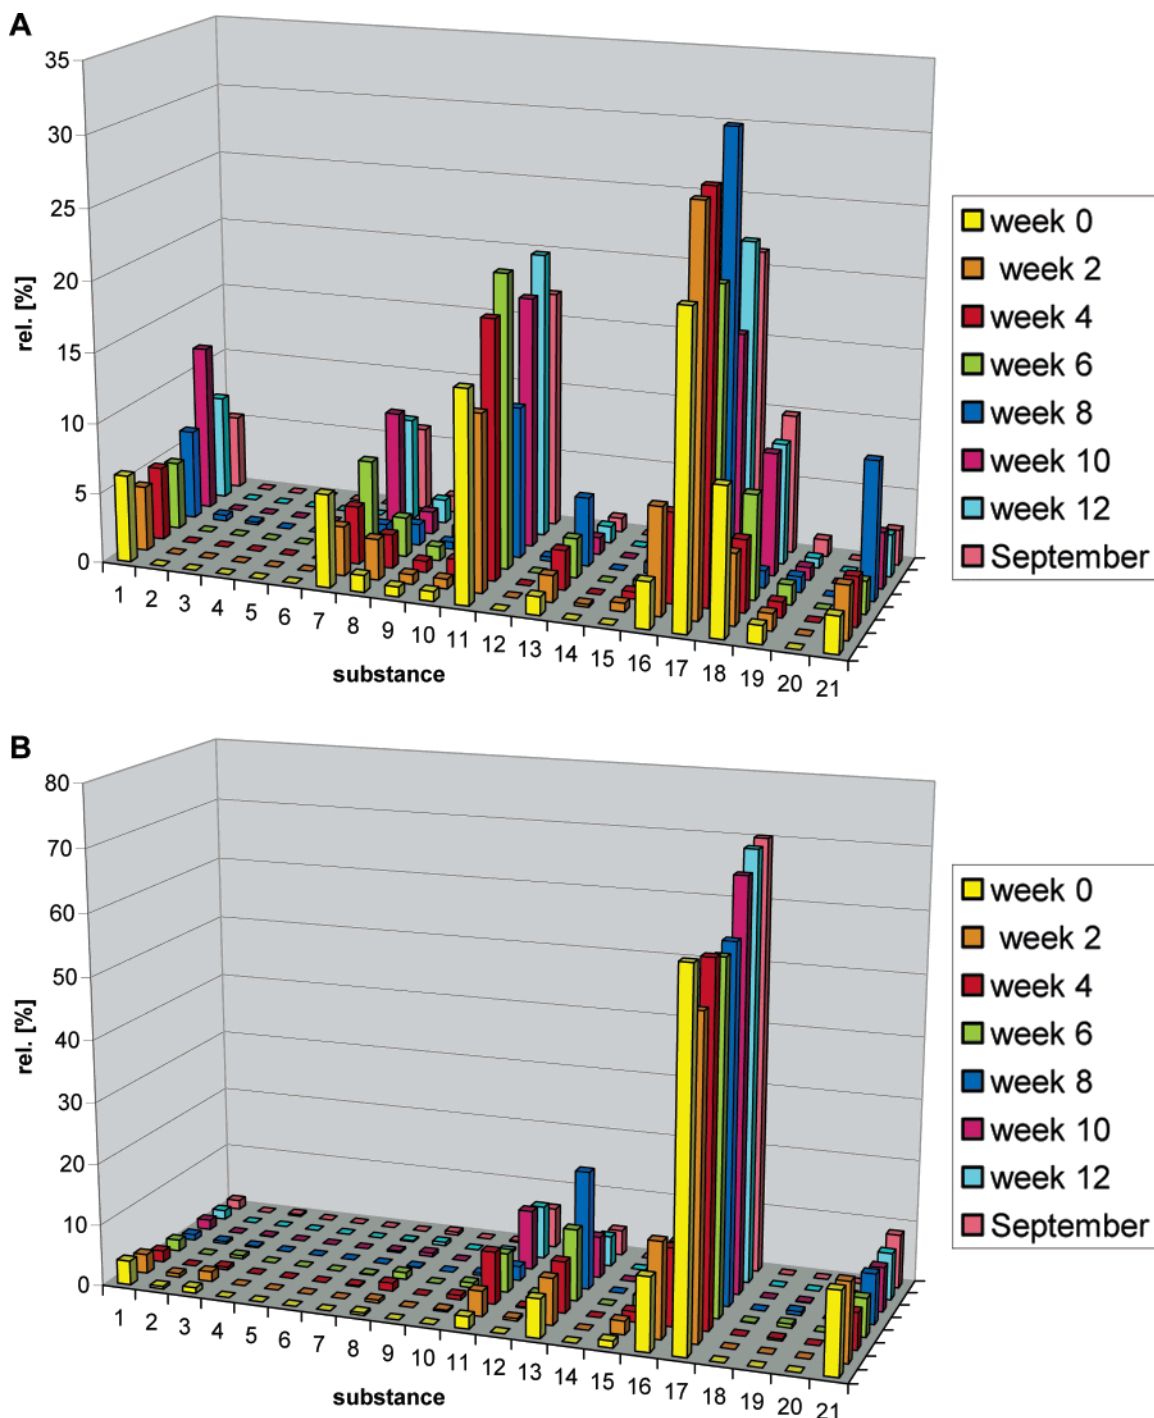 A
35
30
25
20
15
10
5
0
rel. [%]
1 2 3 4 5 6 7 8 9 10 11 12 13 14 15 16 17 18 19 20 21
substance
week 0
week 2
week 4
week 6
week 8
week 10
week 12
September
B
80
70
60
50
40
30
20
10
0
rel. [%]
1 2 3 4 5 6 7 8 9 10 11 12 13 14 15 16 17 18 19 20 21
substance
week 0
week 2
week 4
week 6
week 8
week 10
week 12
September